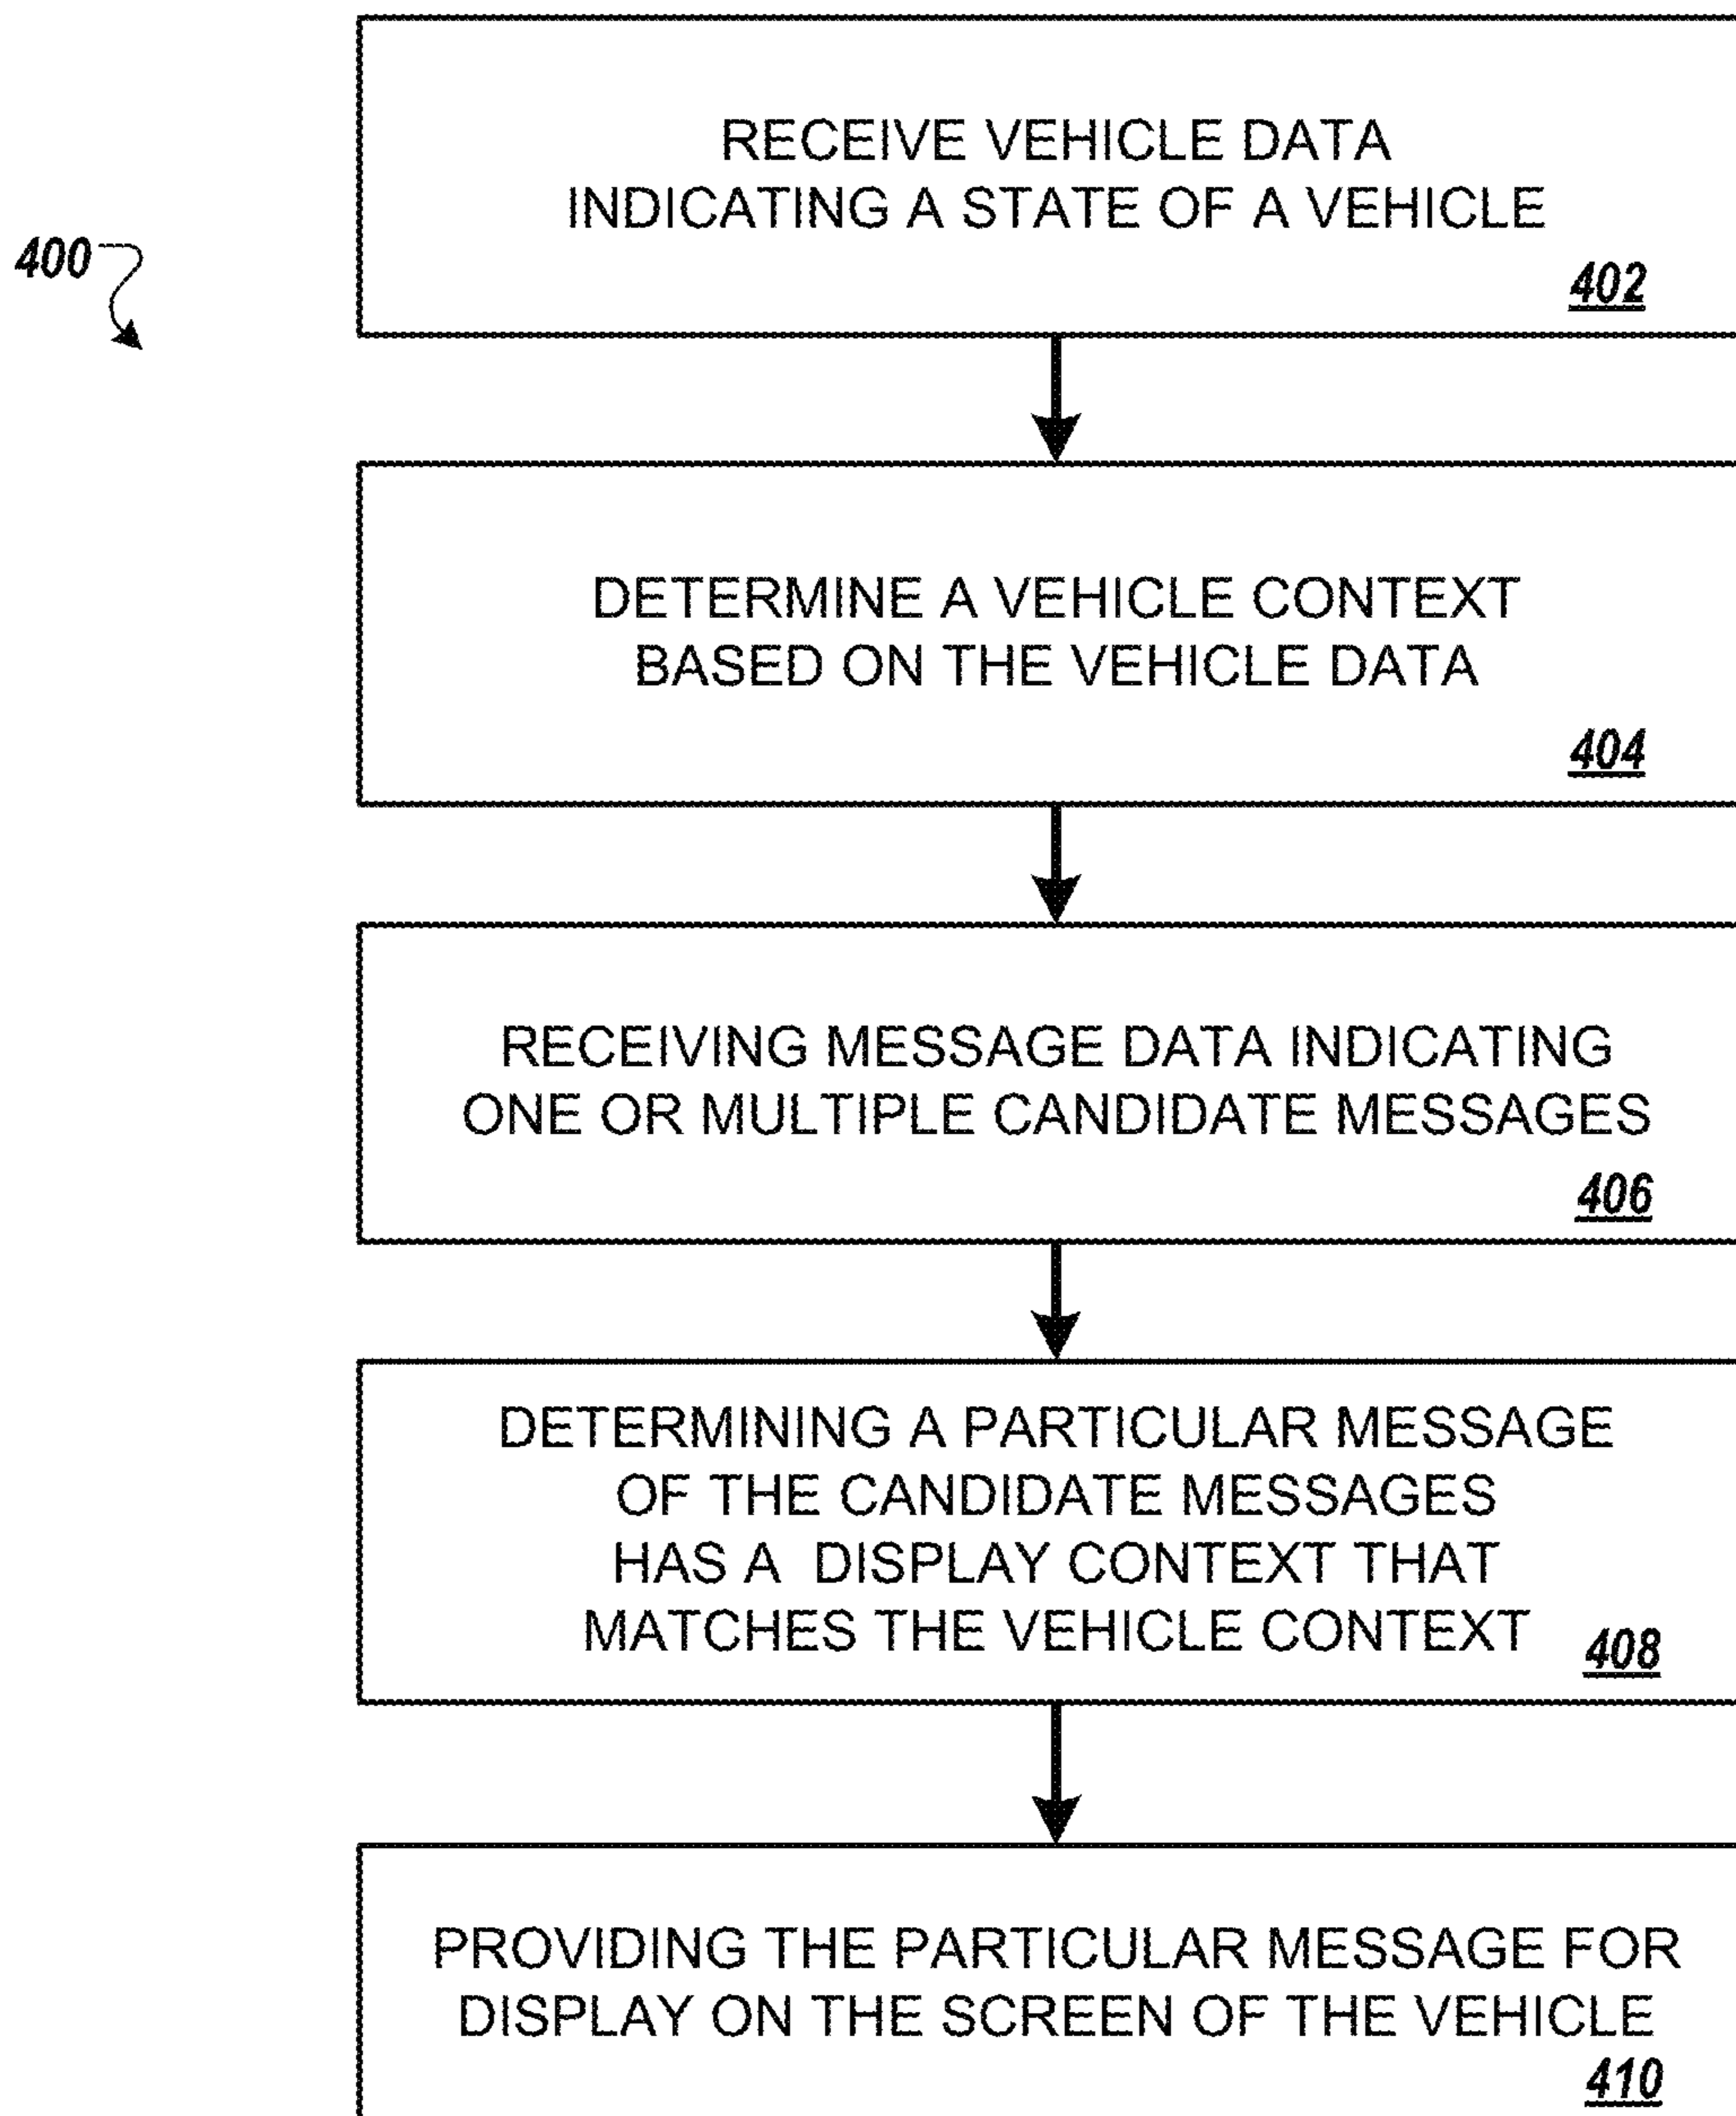 RECEIVE VEHICLE DATA
INDICATING A STATE OF A VEHICLE
402
400
DETERMINE A VEHICLE CONTEXT
BASED ON THE VEHICLE DATA
404
RECEIVING MESSAGE DATA INDICATING
ONE OR MULTIPLE CANDIDATE MESSAGES
406
DETERMINING A PARTICULAR MESSAGE
OF THE CANDIDATE MESSAGES
HAS A DISPLAY CONTEXT THAT
MATCHES THE VEHICLE CONTEXT
408
PROVIDING THE PARTICULAR MESSAGE FOR
DISPLAY ON THE SCREEN OF THE VEHICLE
410